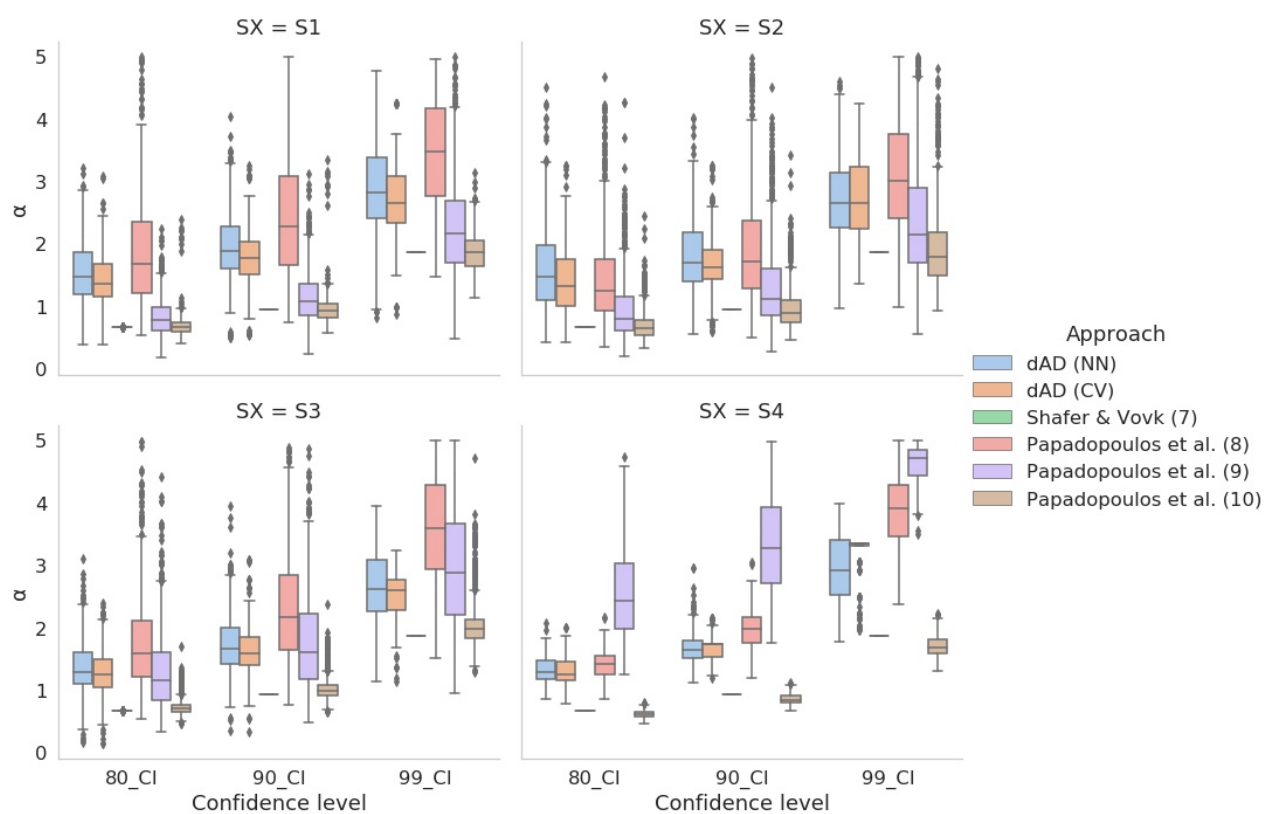 SX = S1
SX = S2
5
4
3
2
1
0
α
SX = S3
SX = S4
5
4
3
2
1
0
α
80_CI
90_CI
99_CI
80_CI
90_CI
99_CI
Confidence level
Confidence level
Approach
dAD (NN)
dAD (CV)
Shafer & Vovk (7)
Papadopoulos et al. (8)
Papadopoulos et al. (9)
Papadopoulos et al. (10)